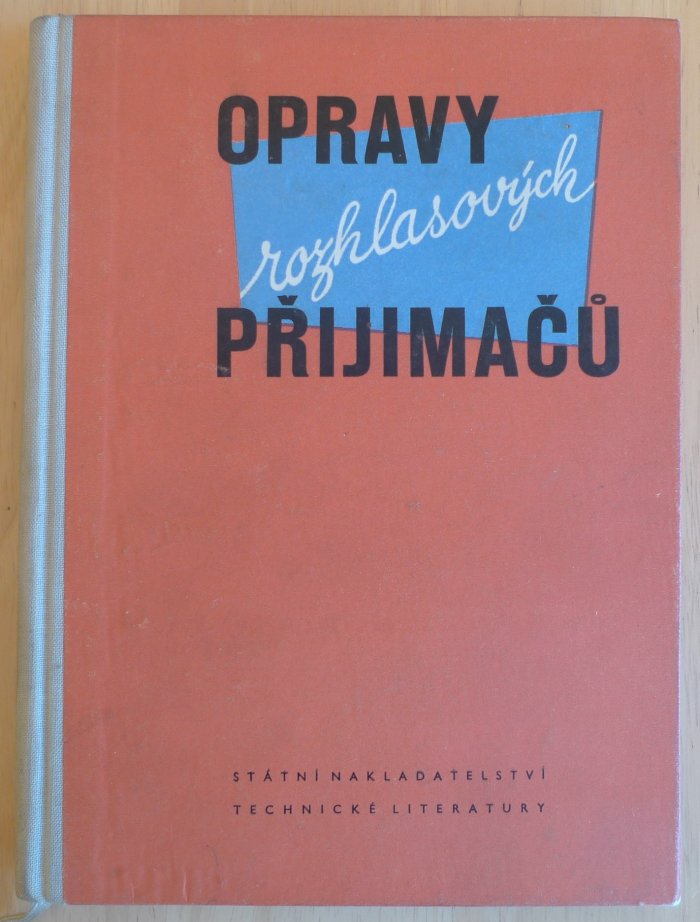 OPRAVY
rozhlasových
PŘIJIMAČŮ
STÁTNÍ NAKLADATELSTVÍ
TECHNICKÉ LITERATURY